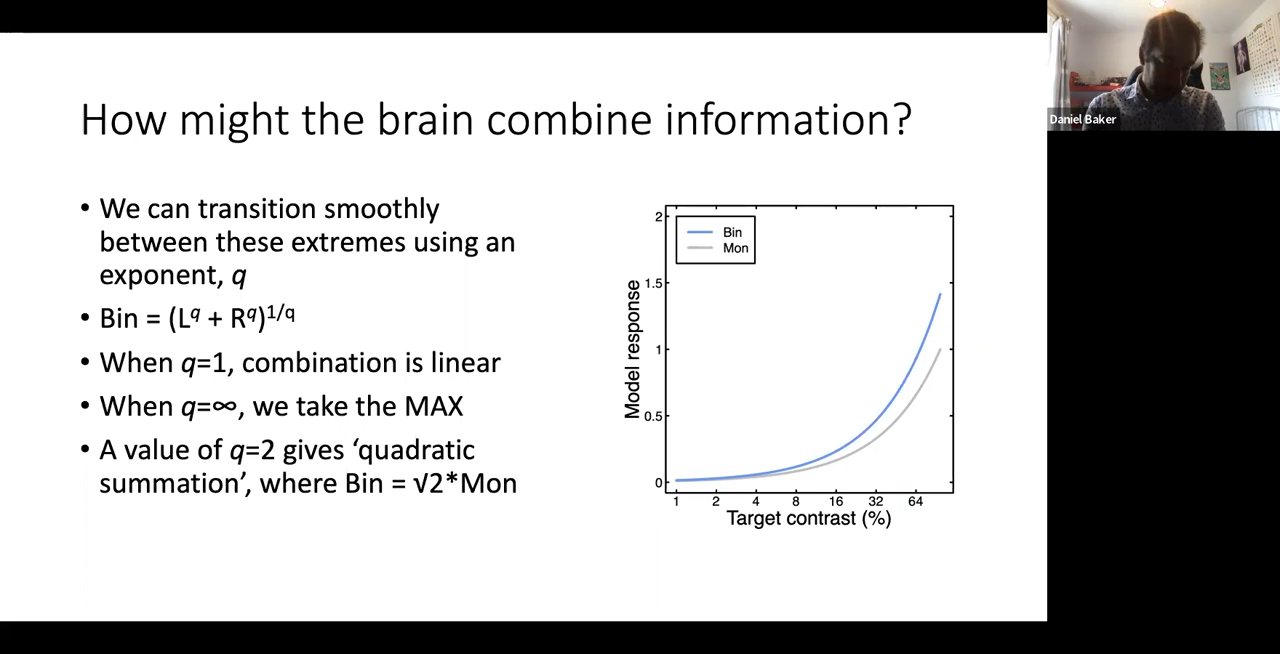 How might the brain combine information?
• We can transition smoothly
between these extremes using an
exponent, q
• Bin = (L^q + R^q)^1/q
• When q=1, combination is linear
• When q=∞, we take the MAX
• A value of q=2 gives ‘quadratic
summation’, where Bin = √2*Mon
Bin
Mon
Model response
2
1.5
1
0.5
0
1 2 4 8 16 32 64
Target contrast (%)
Daniel Baker